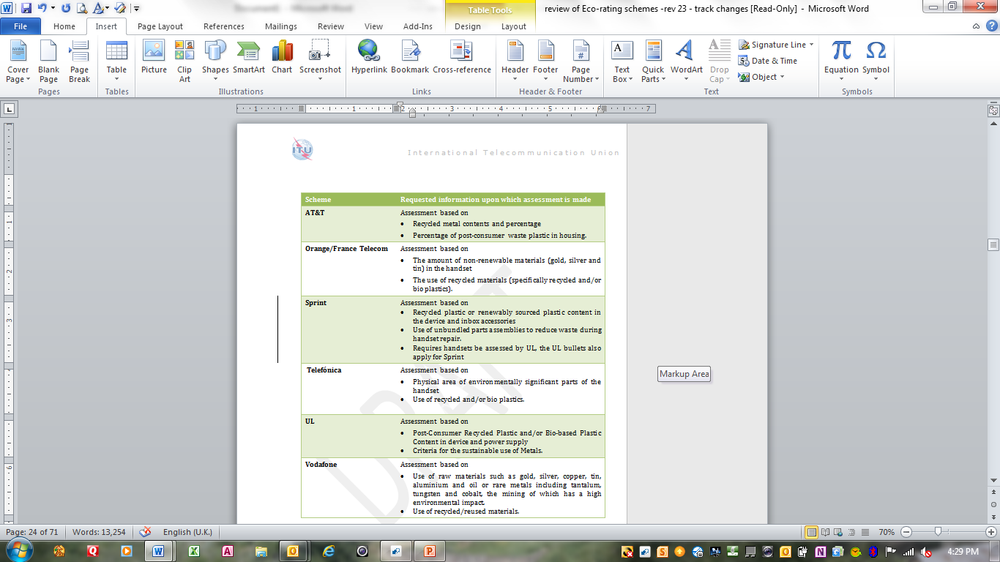 Document1 - Microsoft Word
Table Tools
review of Eco-rating schemes -rev 23 - track changes [Read-Only] - Microsoft Word
File Home Insert Page Layout References Mailings Review View Add-Ins Design Layout
Cover Page
Blank Page
Page Break
Table
Picture
Clip Art
Shapes
SmartArt
Chart
Screenshot
Hyperlink
Bookmark
Cross-reference
Header
Footer
Page Number
Text Box
Quick Parts
WordArt
Drop Cap
Signature Line
Date & Time
Object
Equation
Symbol
Pages Tables Illustrations Links Header & Footer Text Symbols
1 1 2 3 4 5 6 7
ITU
International Telecommunication Union
Scheme Requested information upon which assessment is made
AT&T Assessment based on
• Recycled metal contents and percentage
• Percentage of post-consumer waste plastic in housing.
Orange/France Telecom Assessment based on
• The amount of non-renewable materials (gold, silver and
tin) in the handset
• The use of recycled materials (specifically recycled and/or
bio plastics).
Sprint Assessment based on
• Recycled plastic or renewably sourced plastic content in
the device and inbox accessories
• Use of unbundled parts assemblies to reduce waste during
handset repair.
• Requires handsets be assessed by UL, the UL bullets also
apply for Sprint
Telefónica Assessment based on
• Physical area of environmentally significant parts of the
handset
• Use of recycled and/or bio plastics.
UL Assessment based on
• Post-Consumer Recycled Plastic and/or Bio-based Plastic
Content in device and power supply
• Criteria for the sustainable use of Metals.
Vodafone Assessment based on
• Use of raw materials such as gold, silver, copper, tin,
aluminium and oil or rare metals including tantalum,
tungsten and cobalt, the mining of which has a high
environmental impact.
• Use of recycled/reused materials.
DRAFT
Markup Area
Page: 24 of 71 Words: 13,254 English (U.K.) 70%
4:29 PM